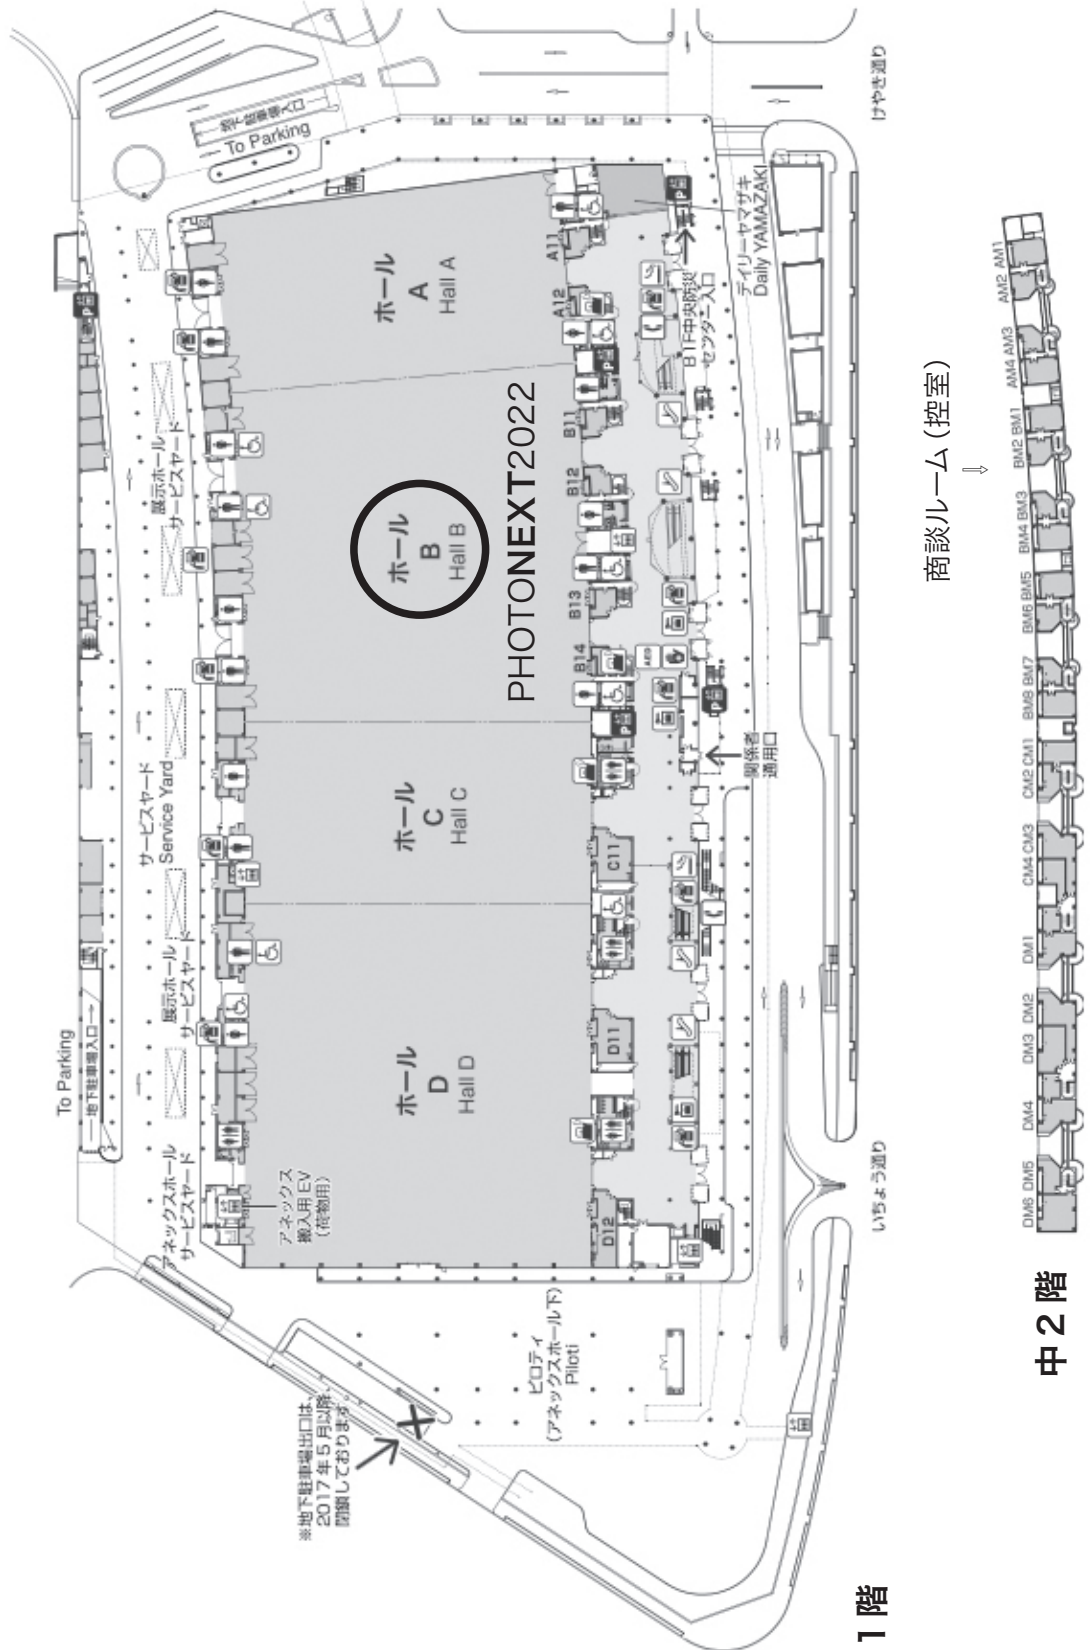 To Parking
地下駐車場入口→
アネックスホール
サービスヤード
展示ホール
サービスヤード
サービスヤード
Service Yard
展示ホール
サービスヤード
地下駐車場入口
To Parking
※地下駐車場出口は、
2017年5月以降、
閉鎖しております。
アネックス
搬入用EV
(荷物用)
ホール
D
Hall D
ホール
C
Hall C
ホール
B
Hall B
ホール
A
Hall A
PHOTONEXT2022
ピロティ
(アネックスホール下)
Piloti
D12
D11
C11
B14
B13
B12
B11
A12
A11
AED
P
P
P
P
P
関係者
通用口
B1F中央防災
センター入口
デイリーヤマザキ
Daily YAMAZAKI
いちょう通り
けやき通り
1階
商談ルーム(控室)
⇩
DM6 DM5
DM4
DM3 DM2
DM1
CM4 CM3
CM2 CM1
BM8 BM7
BM6 BM5
BM4 BM3
BM2 BM1
AM4 AM3
AM2 AM1
中2階